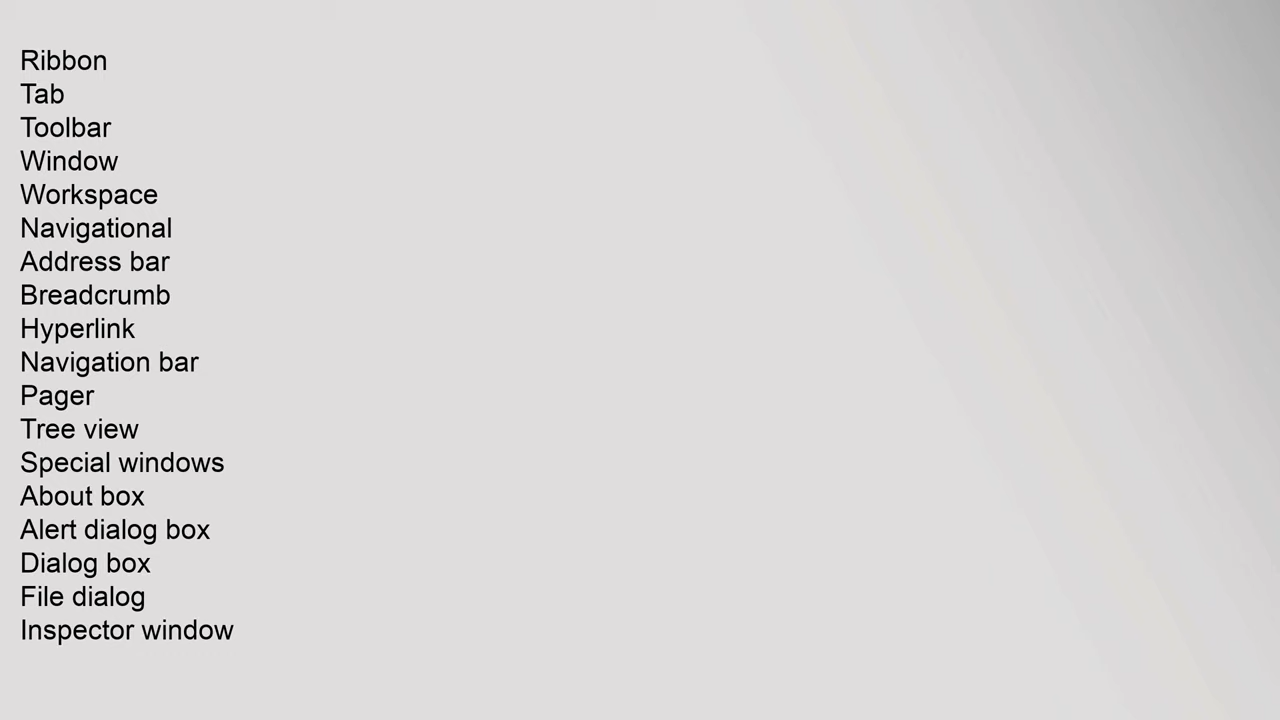 Ribbon
Tab
Toolbar
Window
Workspace
Navigational
Address bar
Breadcrumb
Hyperlink
Navigation bar
Pager
Tree view
Special windows
About box
Alert dialog box
Dialog box
File dialog
Inspector window